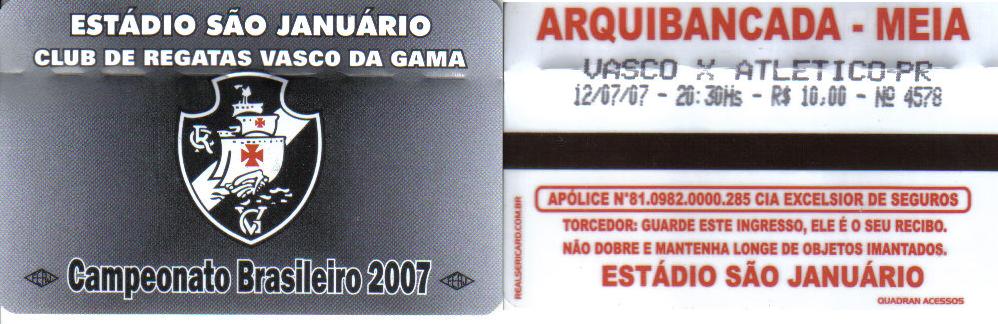 ESTÁDIO SÃO JANUÁRIO
CLUB DE REGATAS VASCO DA GAMA
CR
VG
Campeonato Brasileiro 2007
ARQUIBANCADA - MEIA
VASCO X ATLETICO-PR
12/07/07 - 20:30Hs - R$ 10,00 - Nº 4578
APÓLICE N°81.0982.0000.285 CIA EXCELSIOR DE SEGUROS
TORCEDOR: GUARDE ESTE INGRESSO, ELE É O SEU RECIBO.
NÃO DOBRE E MANTENHA LONGE DE OBJETOS IMANTADOS.
ESTÁDIO SÃO JANUÁRIO
QUADRAN ACESSOS
REALSERICARD.COM.BR